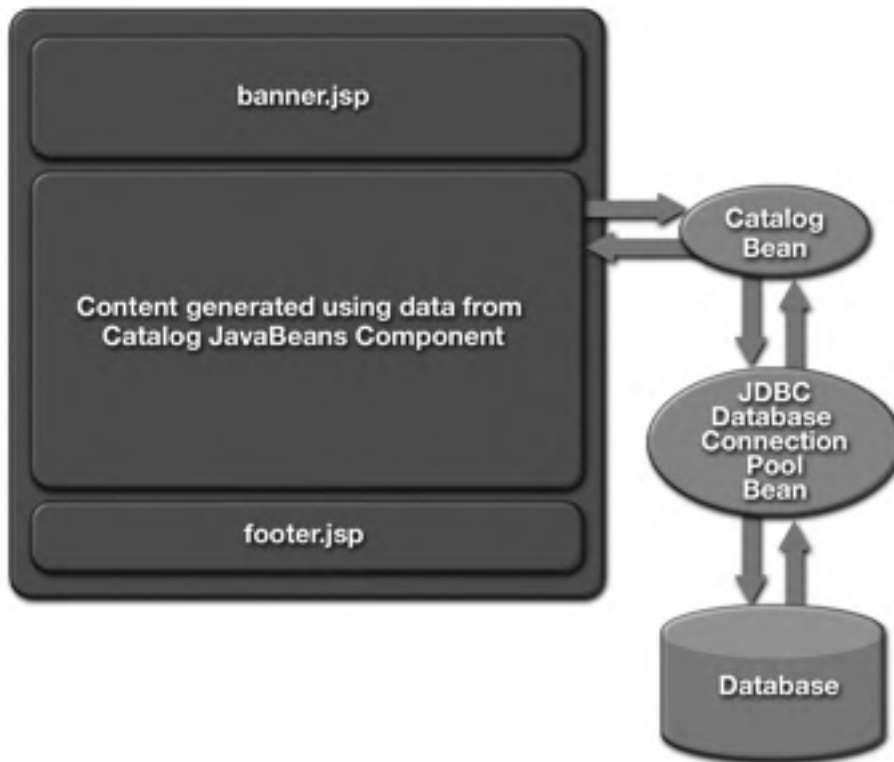 banner.jsp
Content generated using data from
Catalog JavaBeans Component
footer.jsp
Catalog
Bean
JDBC
Database
Connection
Pool
Bean
Database